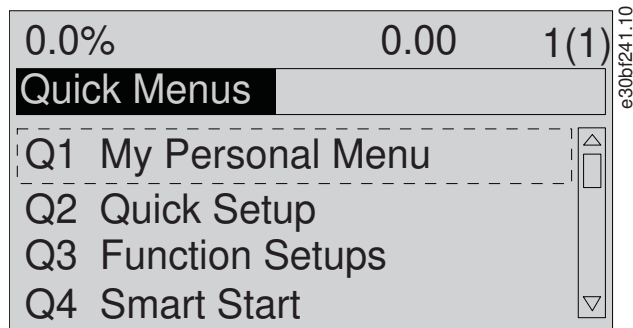 0.0% 0.00 1(1)
Quick Menus
Q1 My Personal Menu
Q2 Quick Setup
Q3 Function Setups
Q4 Smart Start
e30bf241.10